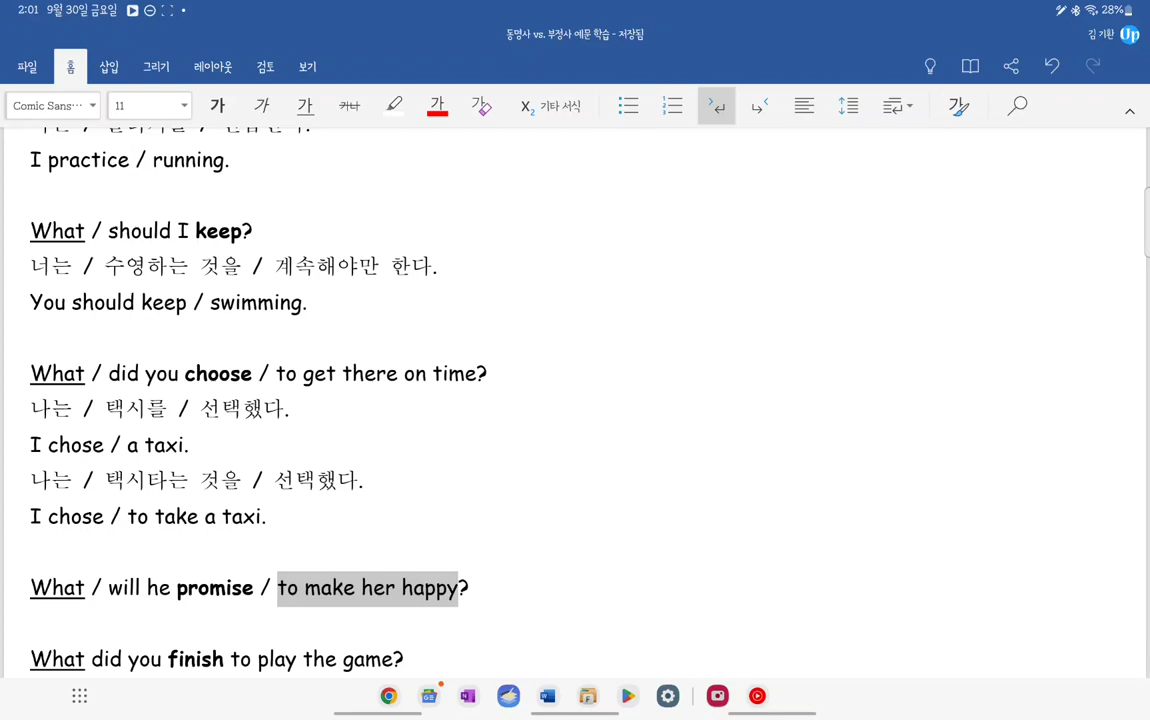 2:01 9월 30일 금요일 28%
동명사 vs. 부정사 예문 학습 - 저장됨
김 기환 Up
파일 홈 삽입 그리기 레이아웃 검토 보기
Comic Sans… 11 가 가 가 가나 가 가 X₂ 기타 서식 가
I practice / running.
What / should I keep?
너는 / 수영하는 것을 / 계속해야만 한다.
You should keep / swimming.
What / did you choose / to get there on time?
나는 / 택시를 / 선택했다.
I chose / a taxi.
나는 / 택시타는 것을 / 선택했다.
I chose / to take a taxi.
What / will he promise / to make her happy?
What did you finish to play the game?